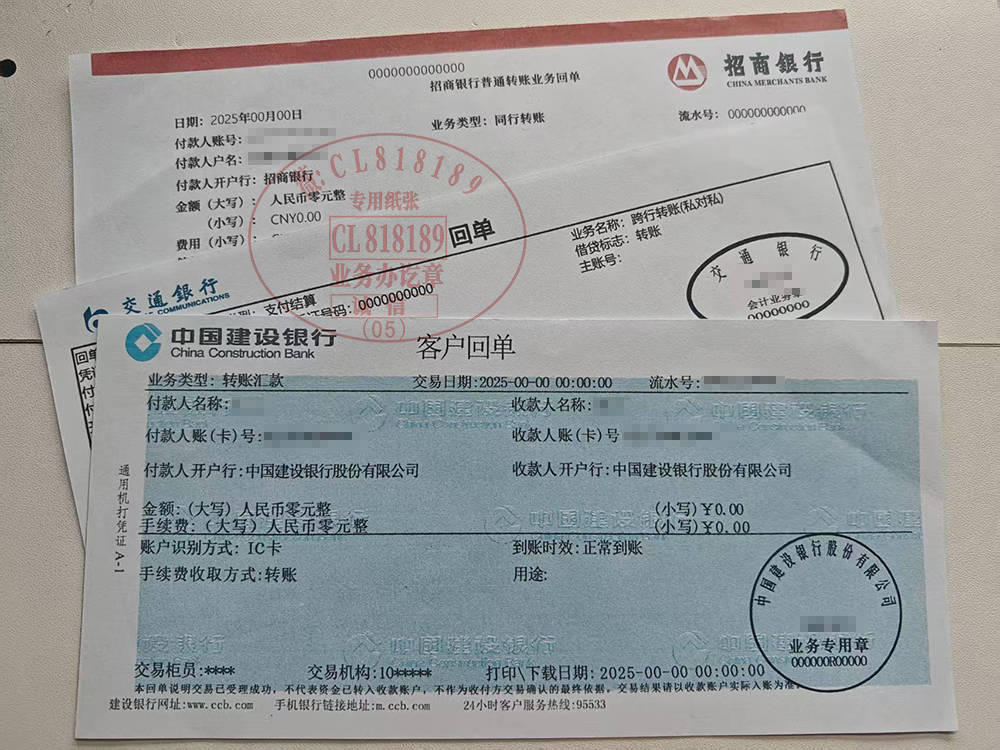 0000000000000
招商银行普通转账业务回单
招商银行
CHINA MERCHANTS BANK
日期：2025年00月00日
业务类型：同行转账
流水号：000000000000
付款人账号：
付款人户名：
付款人开户行：招商银行
金额（大写）：人民币零元整
（小写）：CNY0.00
费用（小写）：
微:CL818189
专用纸张
CL818189
业务办讫章
诚信
(05)
交通銀行
COMMUNICATIONS
回单
业务名称：跨行转账(私对私)
借贷标志：转账
主账号：
支付结算
0000000000
交通银行
会计业务章
00000000
回单
凭
付
付
中国建设银行
China Construction Bank
客户回单
业务类型：转账汇款
交易日期:2025-00-00 00:00:00
流水号：
付款人名称：
收款人名称：
付款人账(卡)号:
收款人账(卡)号
付款人开户行:中国建设银行股份有限公司
收款人开户行:中国建设银行股份有限公司
金额:(大写)人民币零元整
(小写)￥0.00
手续费:(大写)人民币零元整
(小写)￥0.00
账户识别方式：IC卡
到账时效:正常到账
手续费收取方式:转账
用途:
通用机打凭证 A-1
中国建设银行股份有限公司
业务专用章
000000R00000
交易柜员:****
交易机构:10*****
打印\下载日期：2025-00-00 00:00:00
本回单说明交易已受理成功，不代表资金已转入收款账户，不作为收付方交易确认的最终依据，交易结果请以收款账户实际入账为准
建设银行网址:www.ccb.com
手机银行链接地址:m.ccb.com
24小时客户服务热线:95533